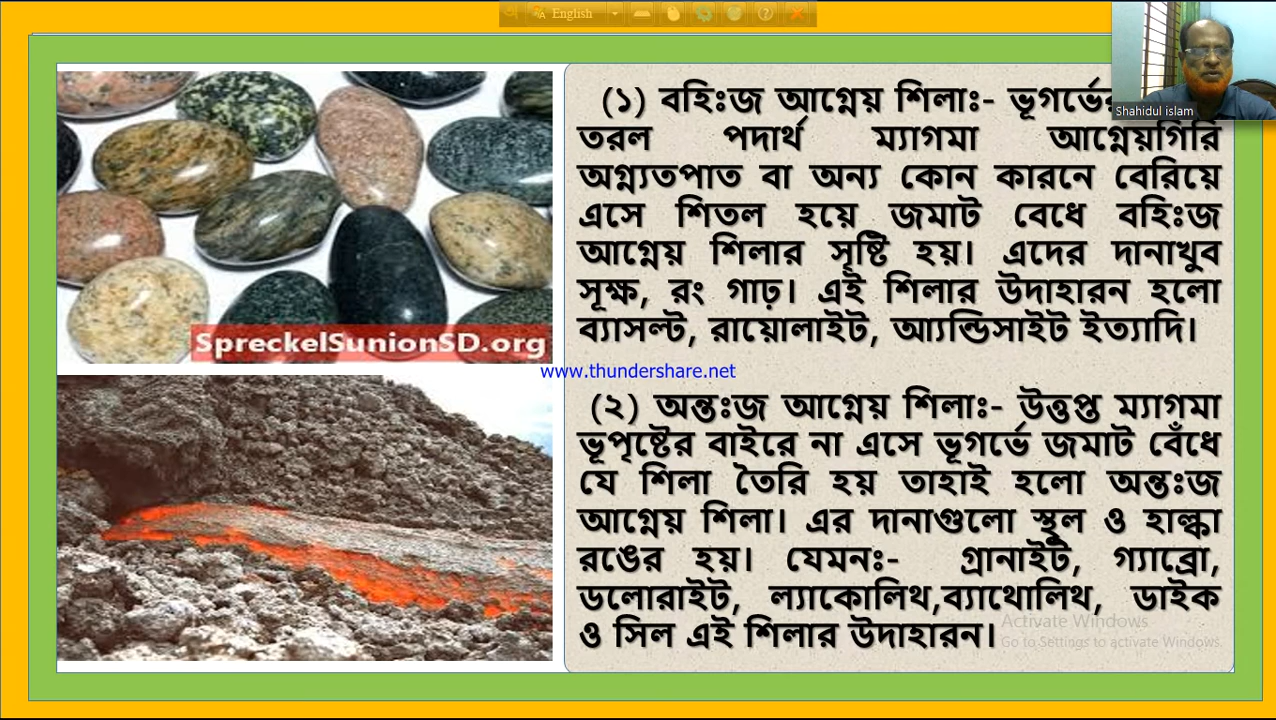 English
Shahidul islam
(১) বহিঃজ আগ্নেয় শিলাঃ- ভূগর্ভের
তরল পদার্থ ম্যাগমা আগ্নেয়গিরি
অগ্ন্যতপাত বা অন্য কোন কারনে বেরিয়ে
এসে শিতল হয়ে জমাট বেধে বহিঃজ
আগ্নেয় শিলার সৃষ্টি হয়। এদের দানাখুব
সূক্ষ, রং গাঢ়। এই শিলার উদাহারন হলো
ব্যাসল্ট, রায়োলাইট, আ্যন্ডিসাইট ইত্যাদি।
SpreckelSunionSD.org
www.thundershare.net
(২) অন্তঃজ আগ্নেয় শিলাঃ- উত্তপ্ত ম্যাগমা
ভূপৃষ্টের বাইরে না এসে ভূগর্ভে জমাট বেঁধে
যে শিলা তৈরি হয় তাহাই হলো অন্তঃজ
আগ্নেয় শিলা। এর দানাগুলো স্থুল ও হাল্কা
রঙের হয়। যেমনঃ- গ্রানাইট, গ্যাব্রো,
ডলোরাইট, ল্যাকোলিথ,ব্যাথোলিথ, ডাইক
ও সিল এই শিলার উদাহারন।
Activate Windows
Go to Settings to activate Windows.